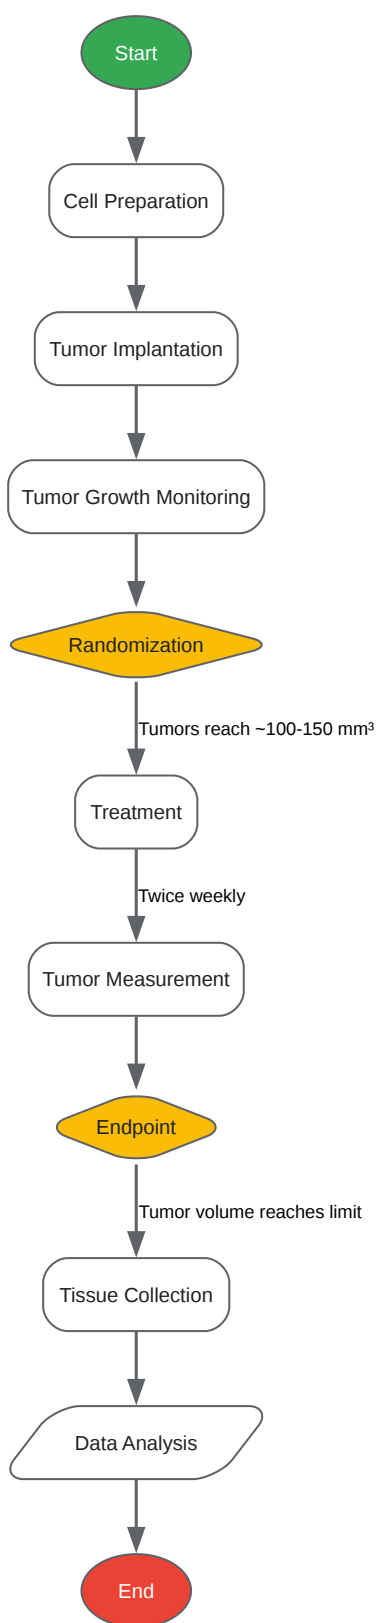 Start
Cell Preparation
Tumor Implantation
Tumor Growth Monitoring
Randomization
Tumors reach ~100-150 mm³
Treatment
Twice weekly
Tumor Measurement
Endpoint
Tumor volume reaches limit
Tissue Collection
Data Analysis
End